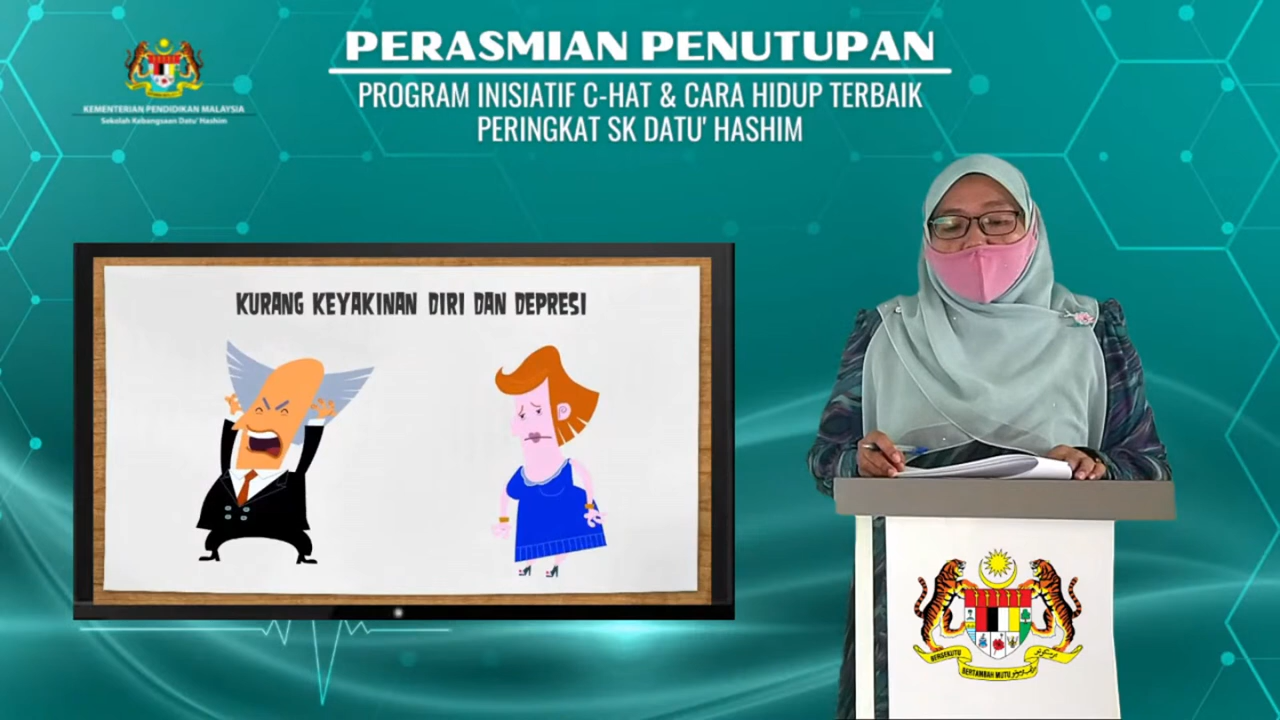 PERASMIAN PENUTUPAN
PROGRAM INISIATIF C-HAT & CARA HIDUP TERBAIK
PERINGKAT SK DATU' HASHIM
KEMENTERIAN PENDIDIKAN MALAYSIA
Sekolah Kebangsaan Datu' Hashim
KURANG KEYAKINAN DIRI DAN DEPRESI
BERSEKUTU
BERTAMBAH MUTU